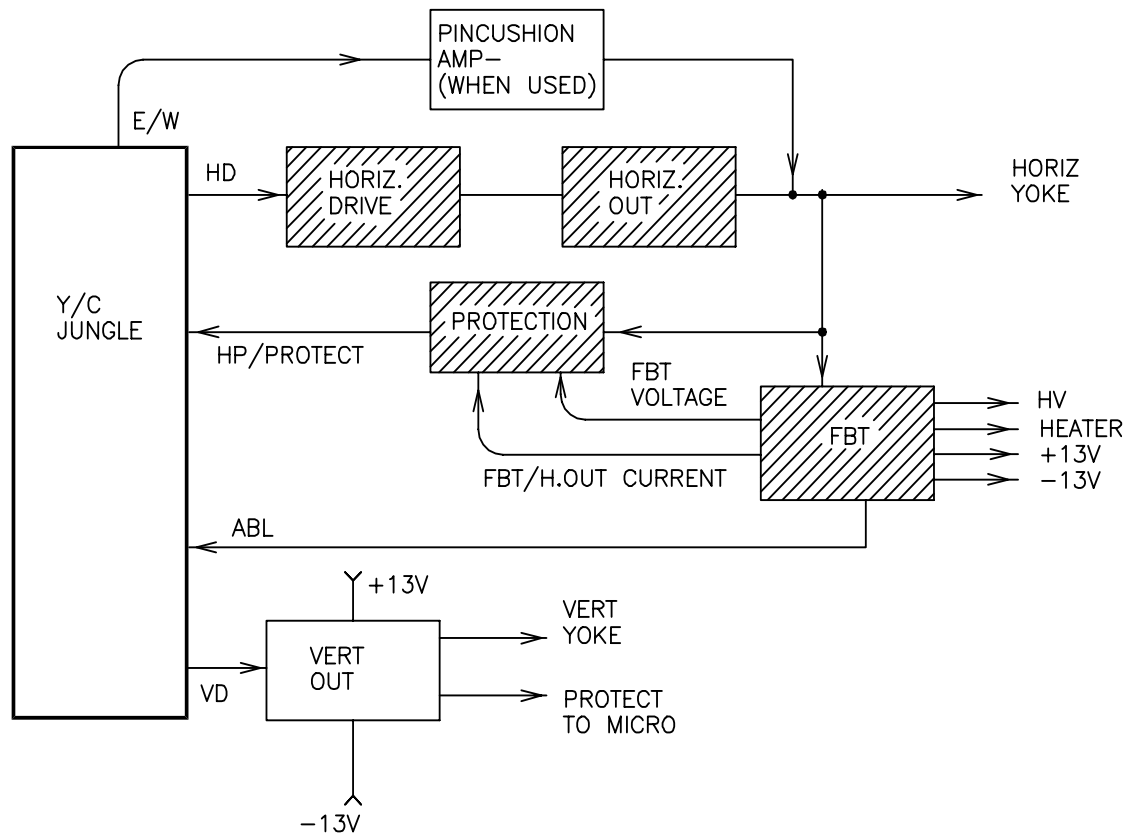 PINCUSHION
AMP-
(WHEN USED)
E/W
HD
HORIZ.
DRIVE
HORIZ.
OUT
HORIZ
YOKE
Y/C
JUNGLE
PROTECTION
HP/PROTECT
FBT
VOLTAGE
FBT
HV
HEATER
+13V
-13V
FBT/H.OUT CURRENT
ABL
+13V
VERT
YOKE
VERT
OUT
VD
PROTECT
TO MICRO
-13V